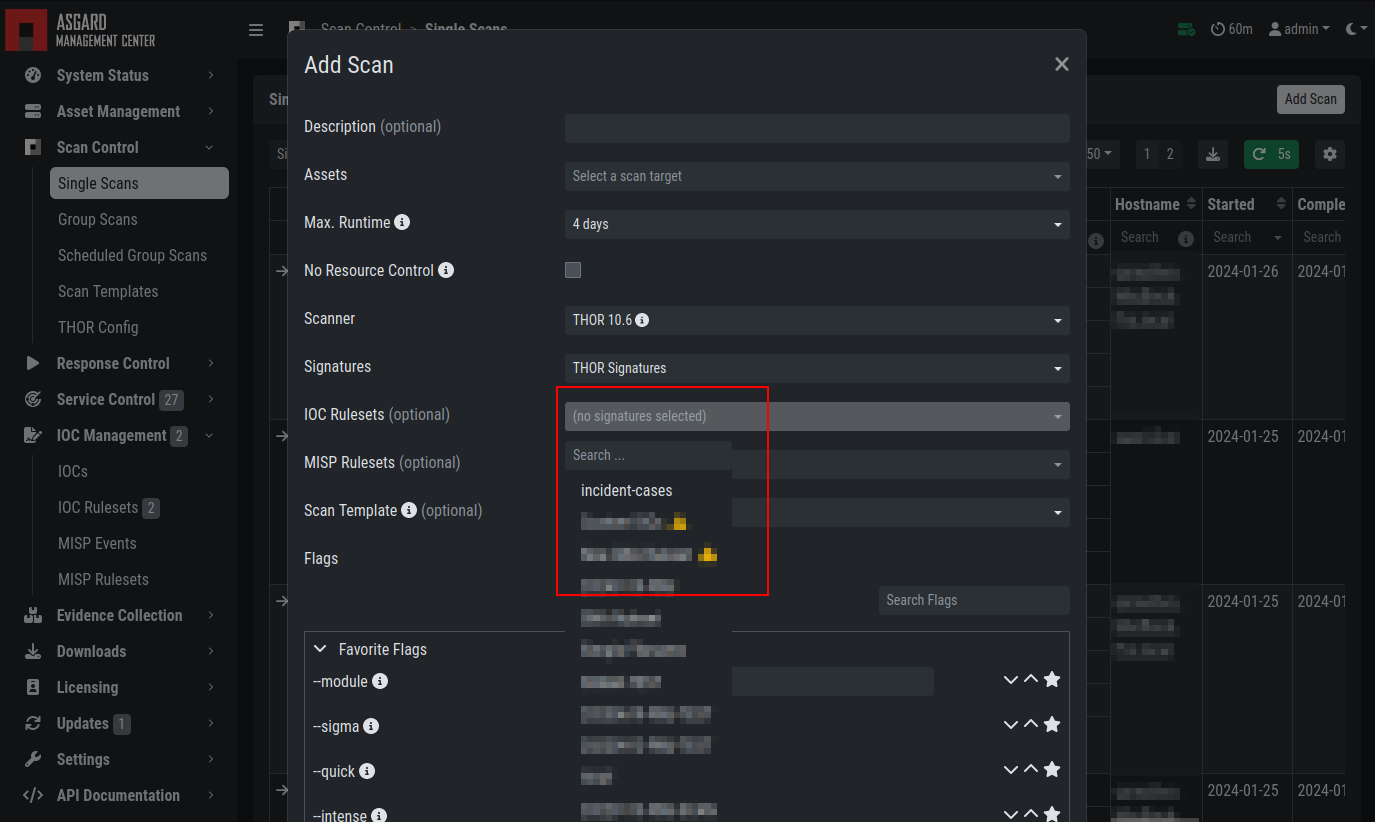 ASGARD
MANAGEMENT CENTER
Scan Control > Single Scans
60m
admin
System Status
Asset Management
Scan Control
Single Scans
Group Scans
Scheduled Group Scans
Scan Templates
THOR Config
Response Control
Service Control 27
IOC Management 2
IOCs
IOC Rulesets 2
MISP Events
MISP Rulesets
Evidence Collection
Downloads
Licensing
Updates 1
Settings
API Documentation
Add Scan
Description (optional)
Assets
Select a scan target
Max. Runtime
4 days
No Resource Control
Scanner
THOR 10.6
Signatures
THOR Signatures
IOC Rulesets (optional)
(no signatures selected)
Search ...
incident-cases
MISP Rulesets (optional)
Scan Template (optional)
Flags
Search Flags
Favorite Flags
--module
--sigma
--quick
--intense
Add Scan
50
1 2
5s
Hostname Started Comple
Search Search Search
2024-01-26 2024-01
2024-01-25 2024-01
2024-01-25 2024-01
2024-01-25 2024-01